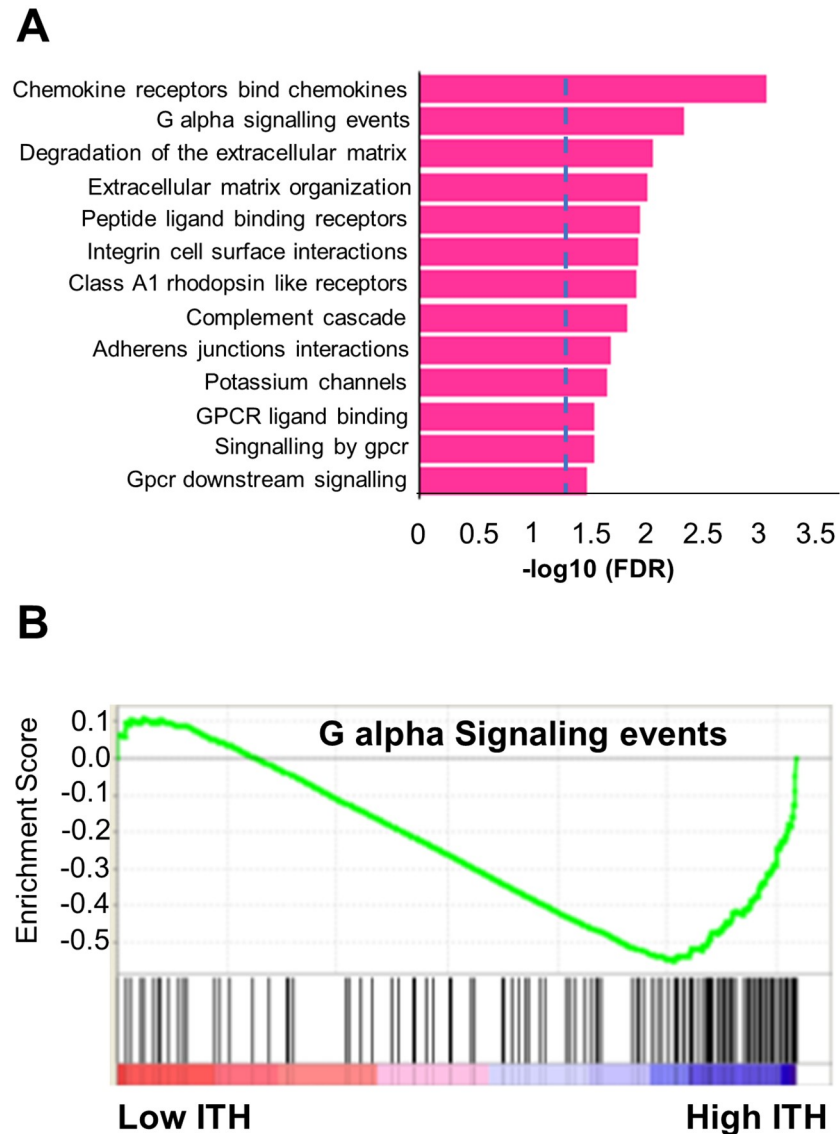 A
Chemokine receptors bind chemokines
G alpha signalling events
Degradation of the extracellular matrix
Extracellular matrix organization
Peptide ligand binding receptors
Integrin cell surface interactions
Class A1 rhodopsin like receptors
Complement cascade
Adherens junctions interactions
Potassium channels
GPCR ligand binding
Singnalling by gpcr
Gpcr downstream signalling
0 0.5 1 1.5 2 2.5 3 3.5
-log10 (FDR)
B
G alpha Signaling events
Enrichment Score
0.1
0.0
-0.1
-0.2
-0.3
-0.4
-0.5
Low ITH High ITH